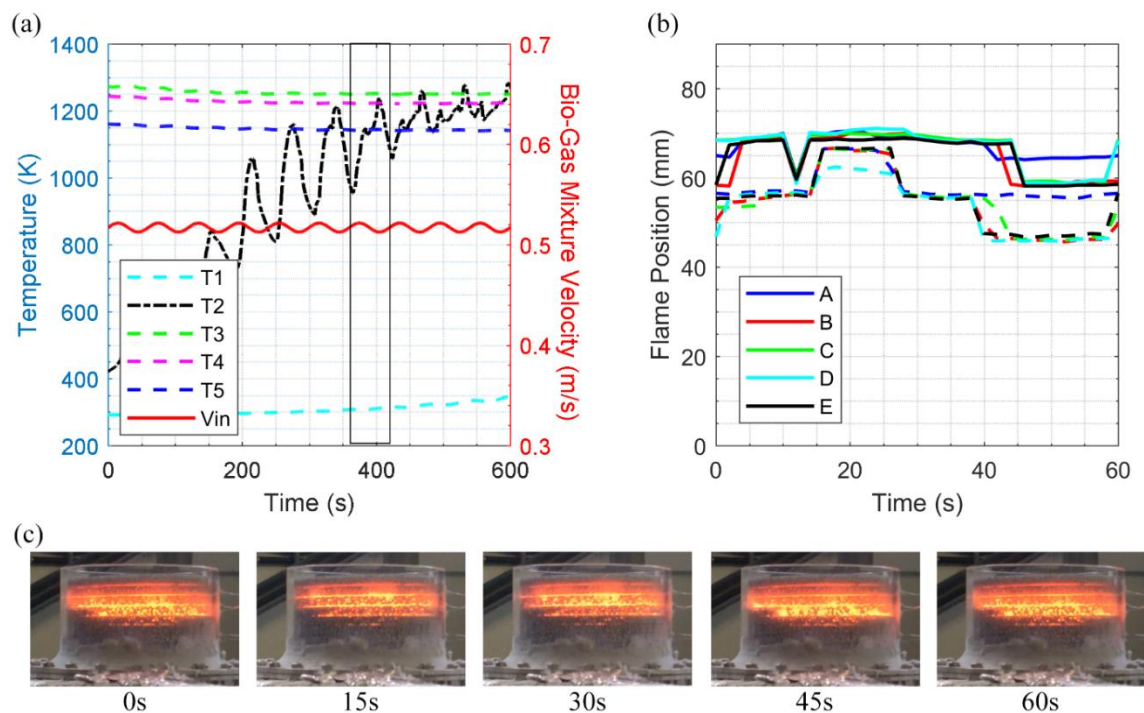 (a)
1400
1200
1000
800
600
400
200
Temperature (K)
0
200
400
600
Time (s)
0.7
0.6
0.5
0.4
0.3
Bio-Gas Mixture Velocity (m/s)
T1
T2
T3
T4
T5
Vin
(b)
80
60
40
20
0
Flame Position (mm)
0
20
40
60
Time (s)
A
B
C
D
E
(c)
0s
15s
30s
45s
60s